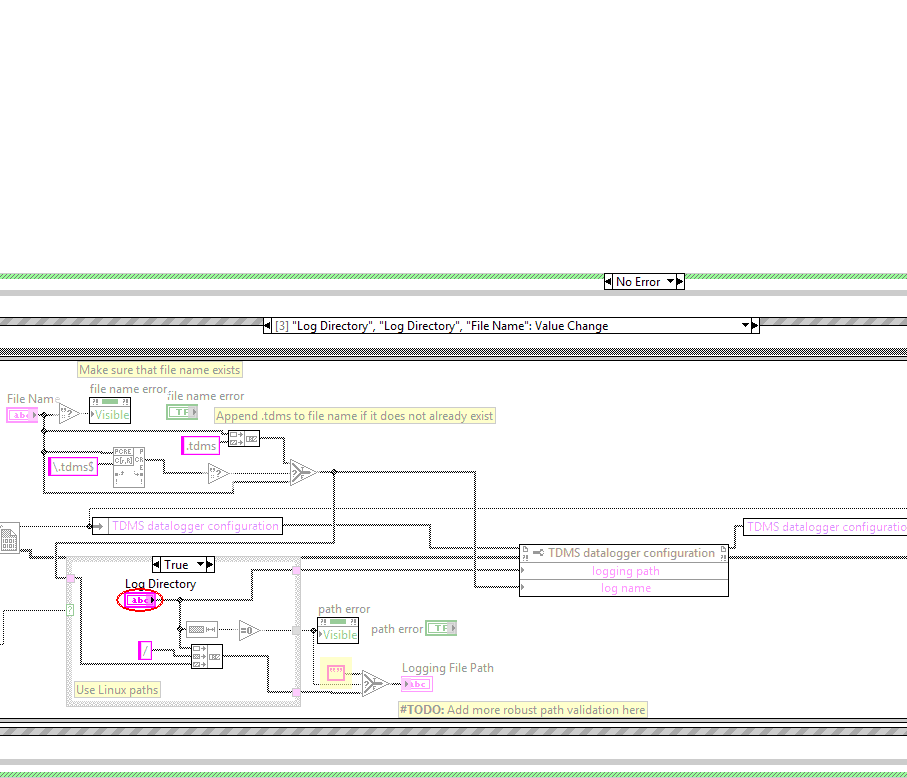 No Error
[3] "Log Directory", "Log Directory", "File Name": Value Change
Make sure that file name exists
File Name
file name error
file name error
abc
Visible
TF
Append .tdms to file name if it does not already exist
.tdms
PCRE
\.tdms$
TDMS datalogger configuration
TDMS datalogger configuratio
True
TDMS datalogger configuration
logging path
log name
Log Directory
abc
path error
path error
Visible
TF
=0
/
Logging File Path
abc
Use Linux paths
#TODO: Add more robust path validation here